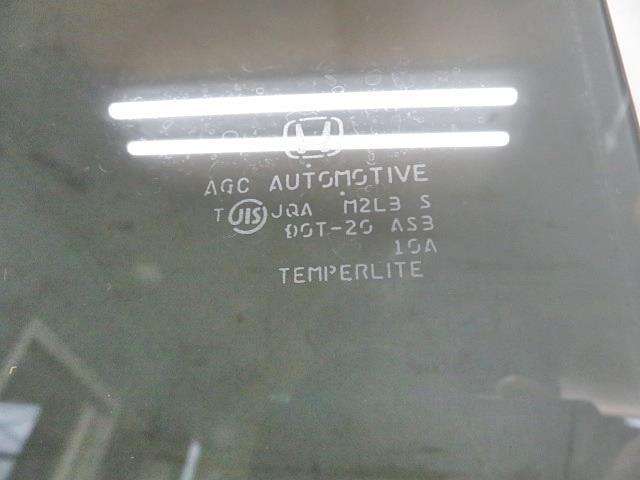 AGC AUTOMOTIVE
T JIS JQA M2L3 S
DOT-20 AS3
10A
TEMPERLITE